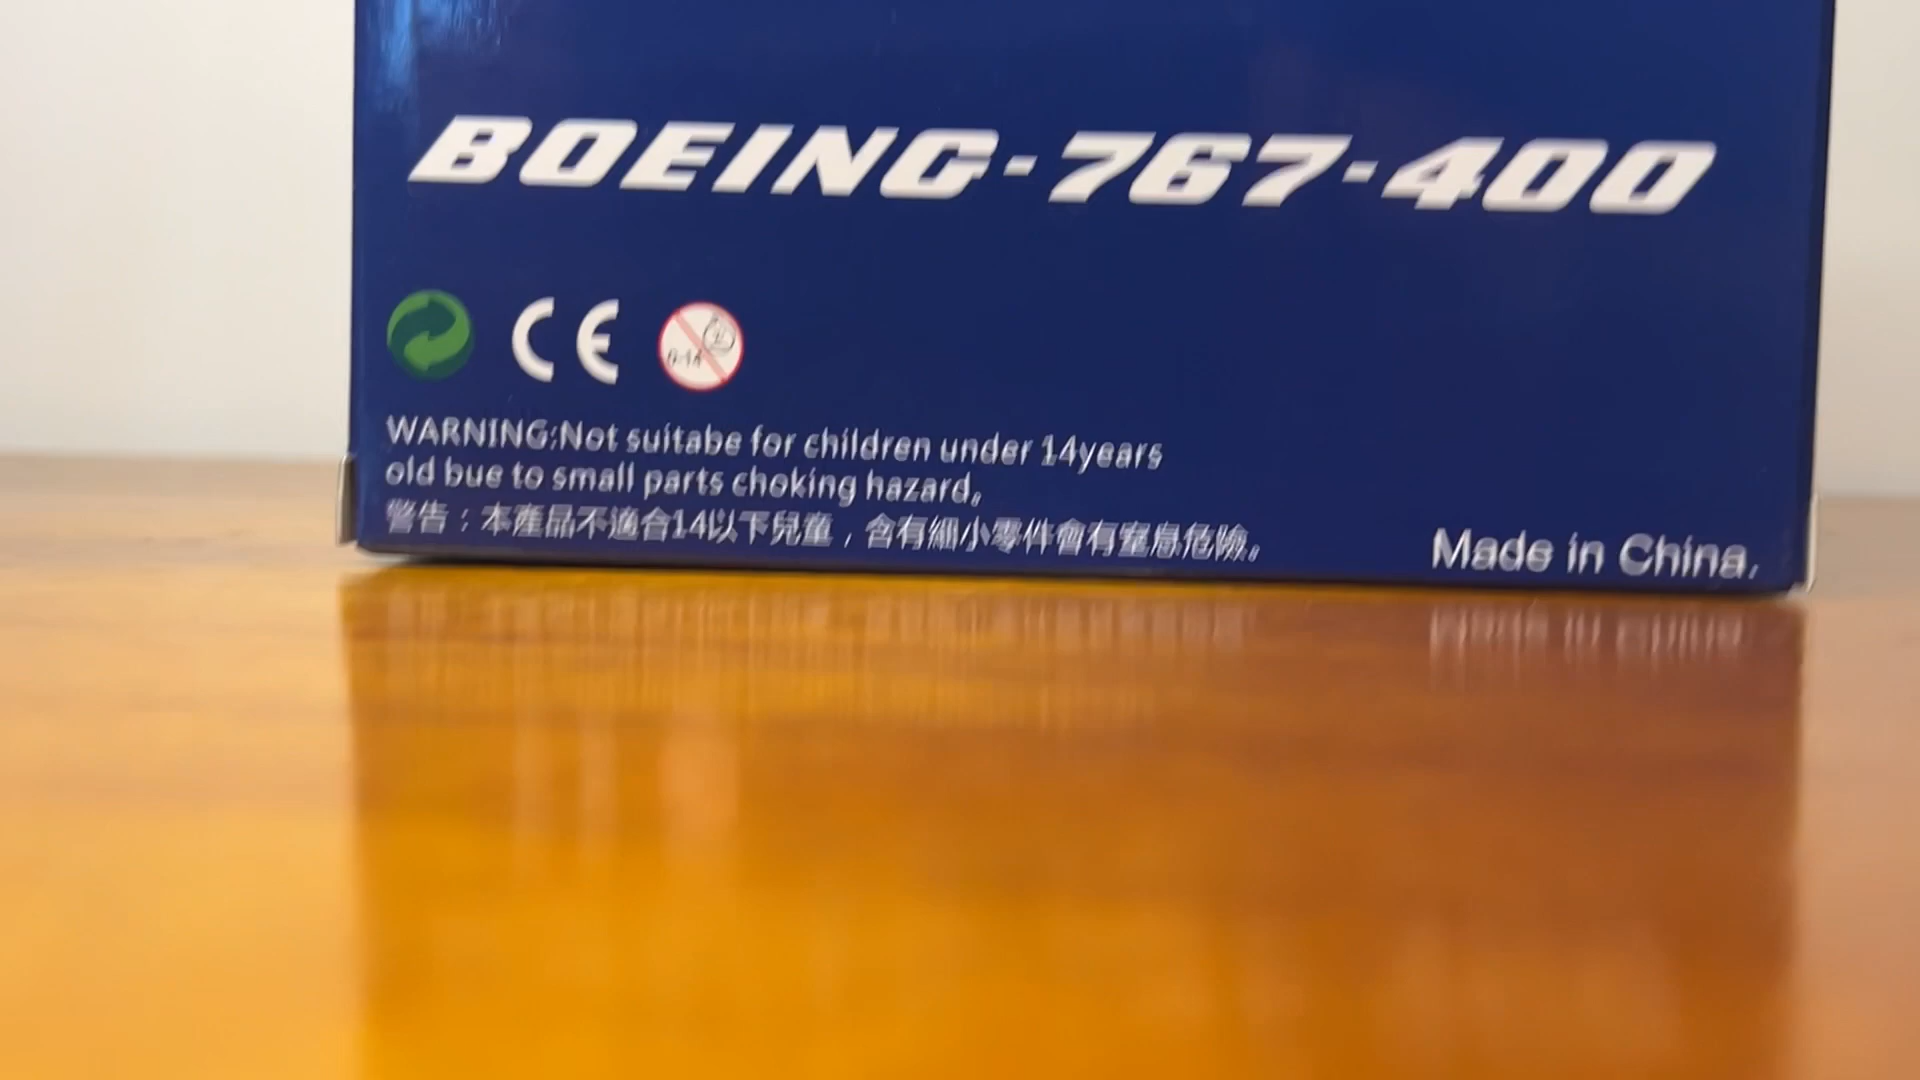 BOEING-767-400
CE
0-14
WARNING:Not suitabe for children under 14years
old bue to small parts choking hazard。
警告：本產品不適合14以下兒童，含有細小零件會有窒息危險。
Made in China,